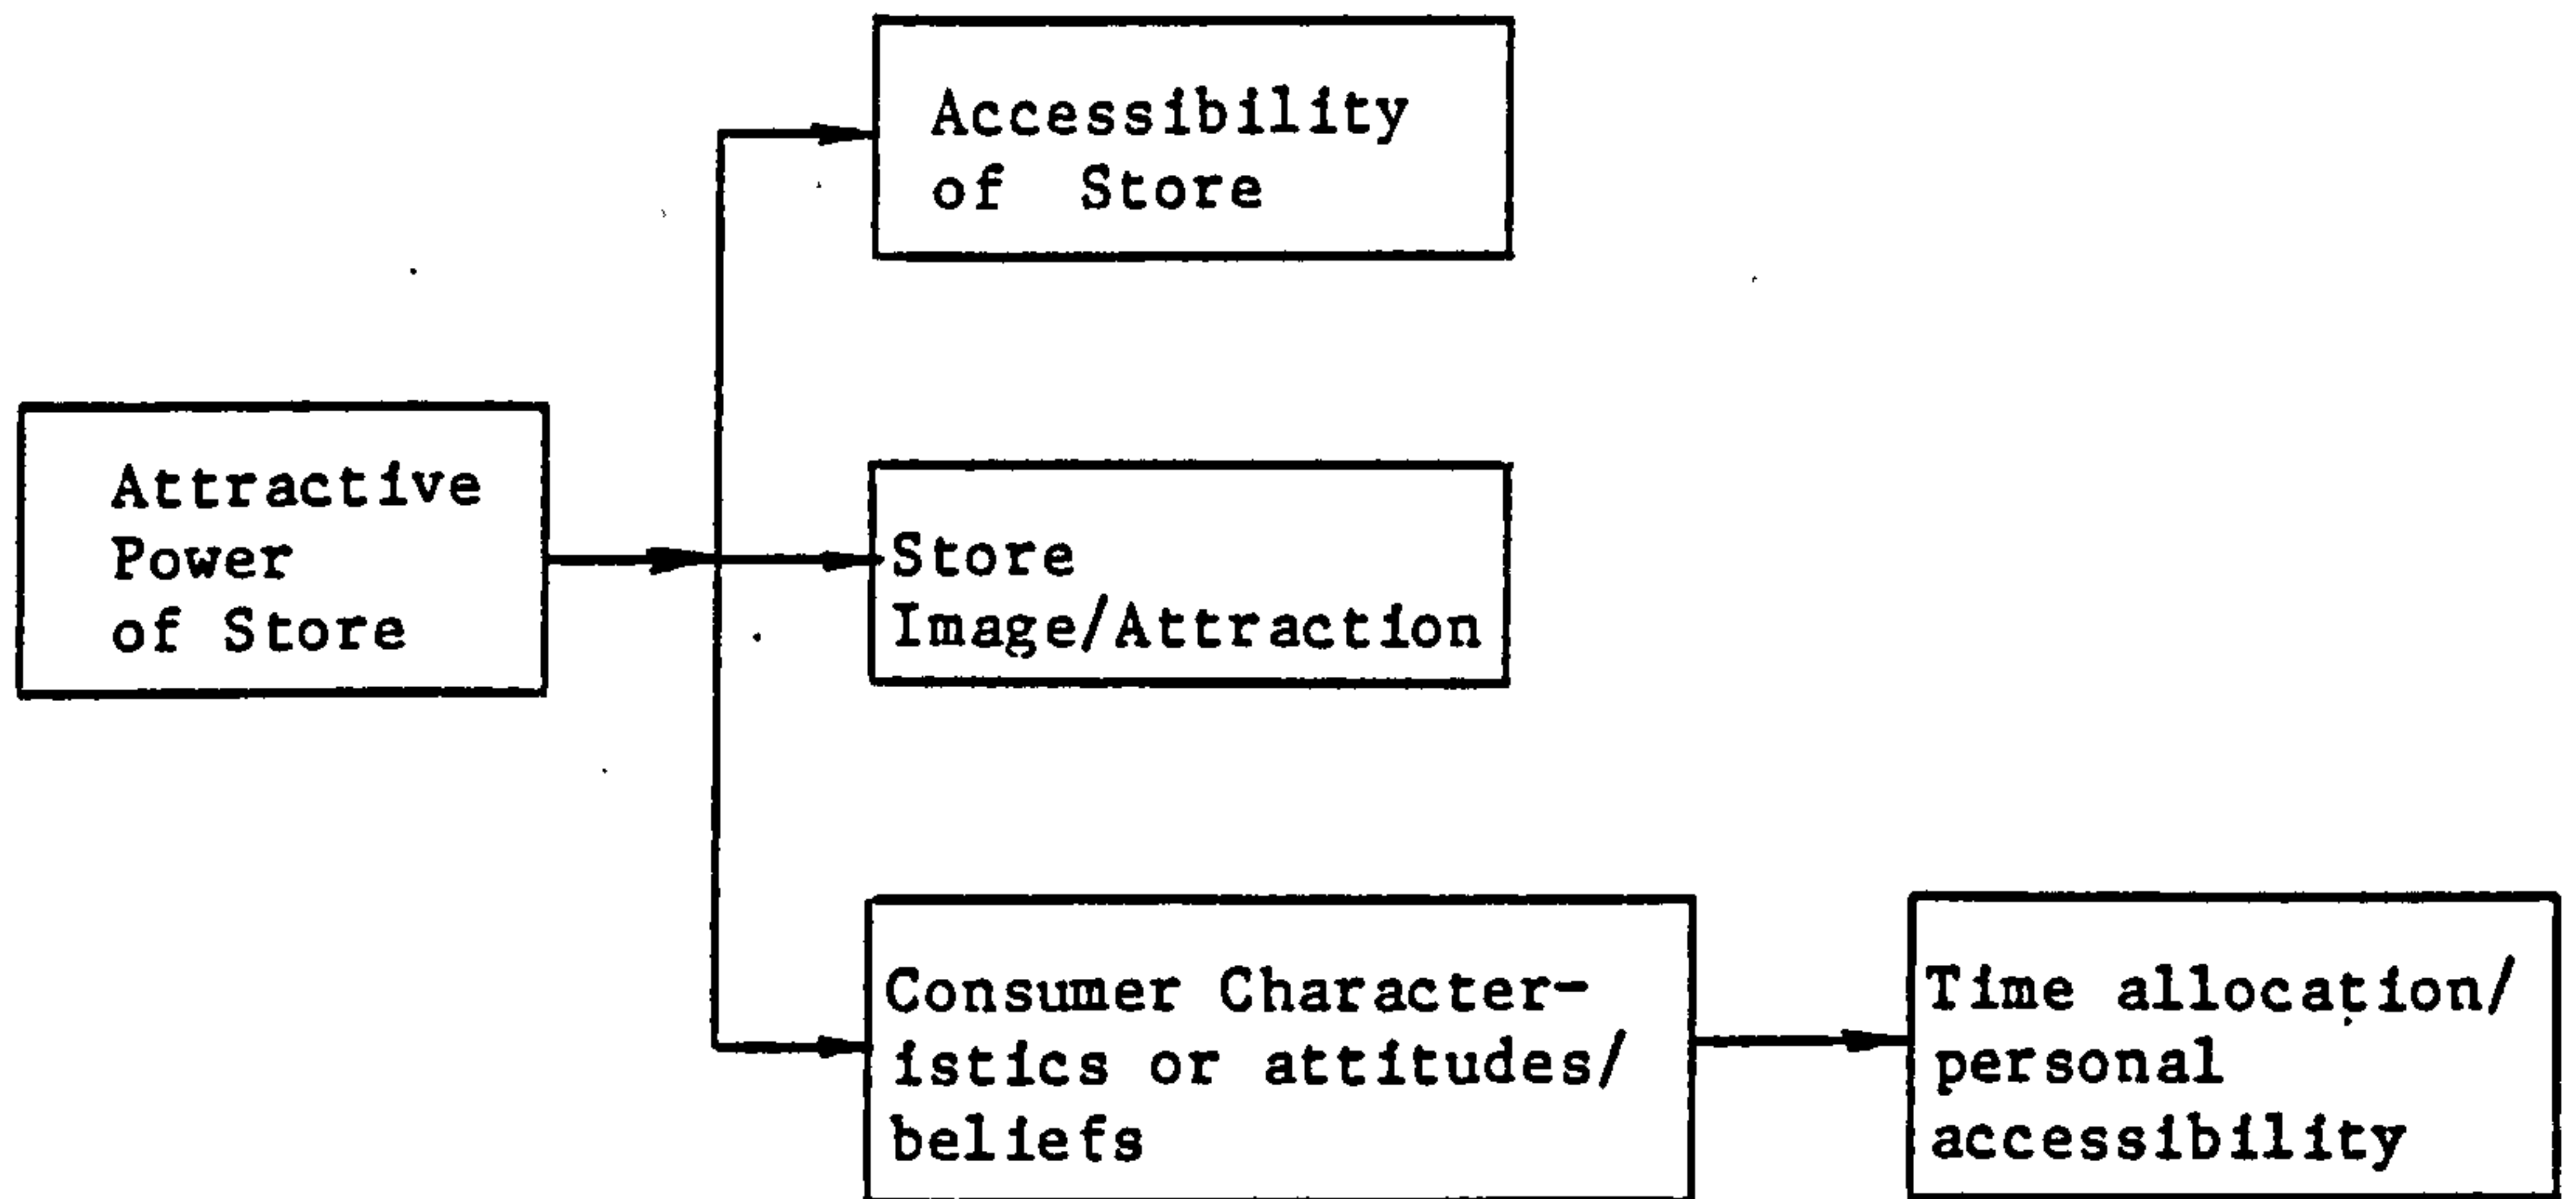 Accessibility
of Store
Attractive
Power
of Store
Store
Image/Attraction
Consumer Character-
istics or attitudes/
beliefs
Time allocation/
personal
accessibility